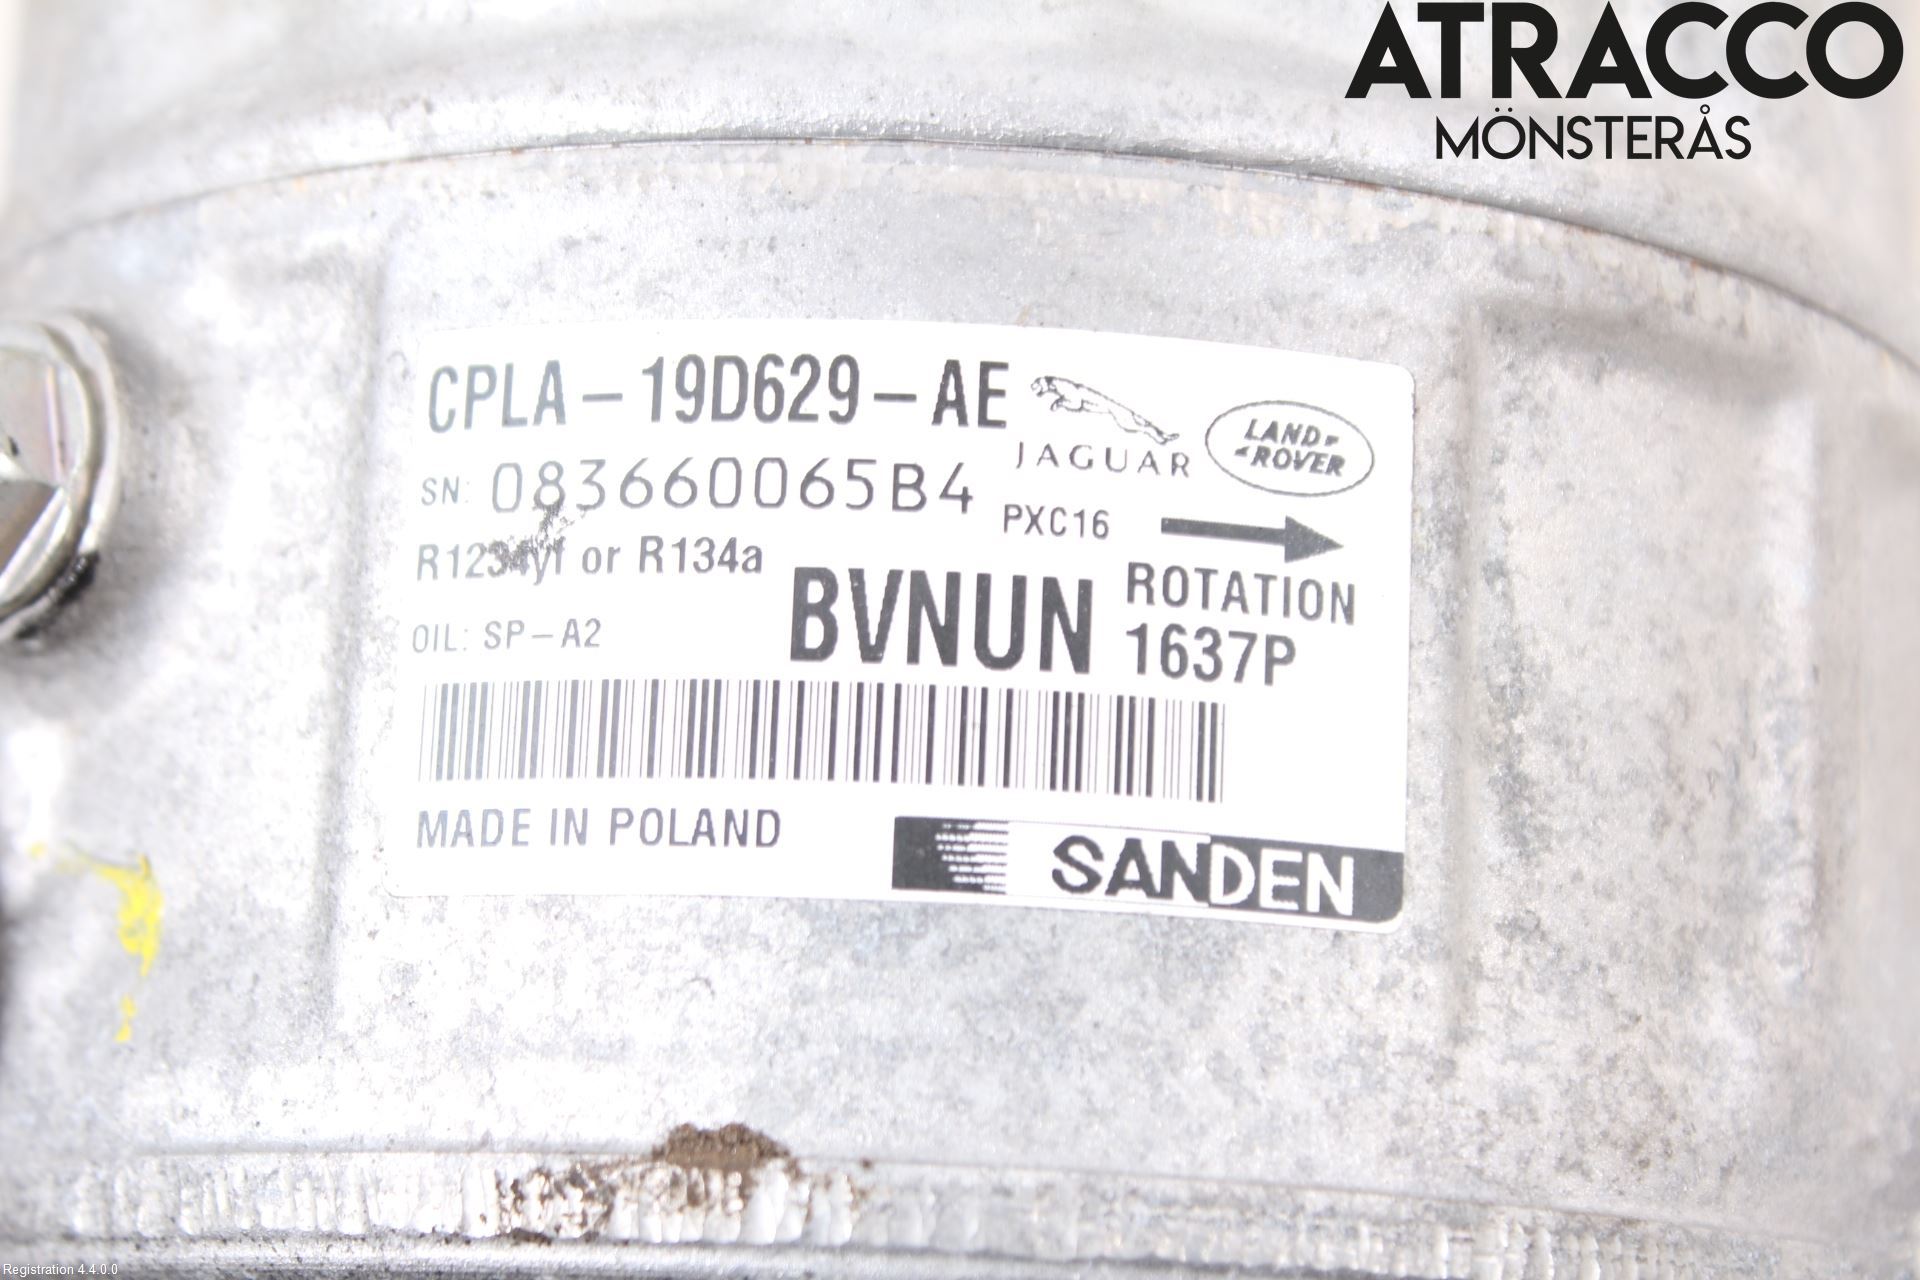 ATRACCO
MÖNSTERÅS
CPLA-19D629-AE
JAGUAR
LAND ROVER
SN: 083660065B4
PXC16
R1234yf or R134a
ROTATION
OIL: SP-A2
BVNUN
1637P
MADE IN POLAND
SANDEN
Registration 4.4.0.0